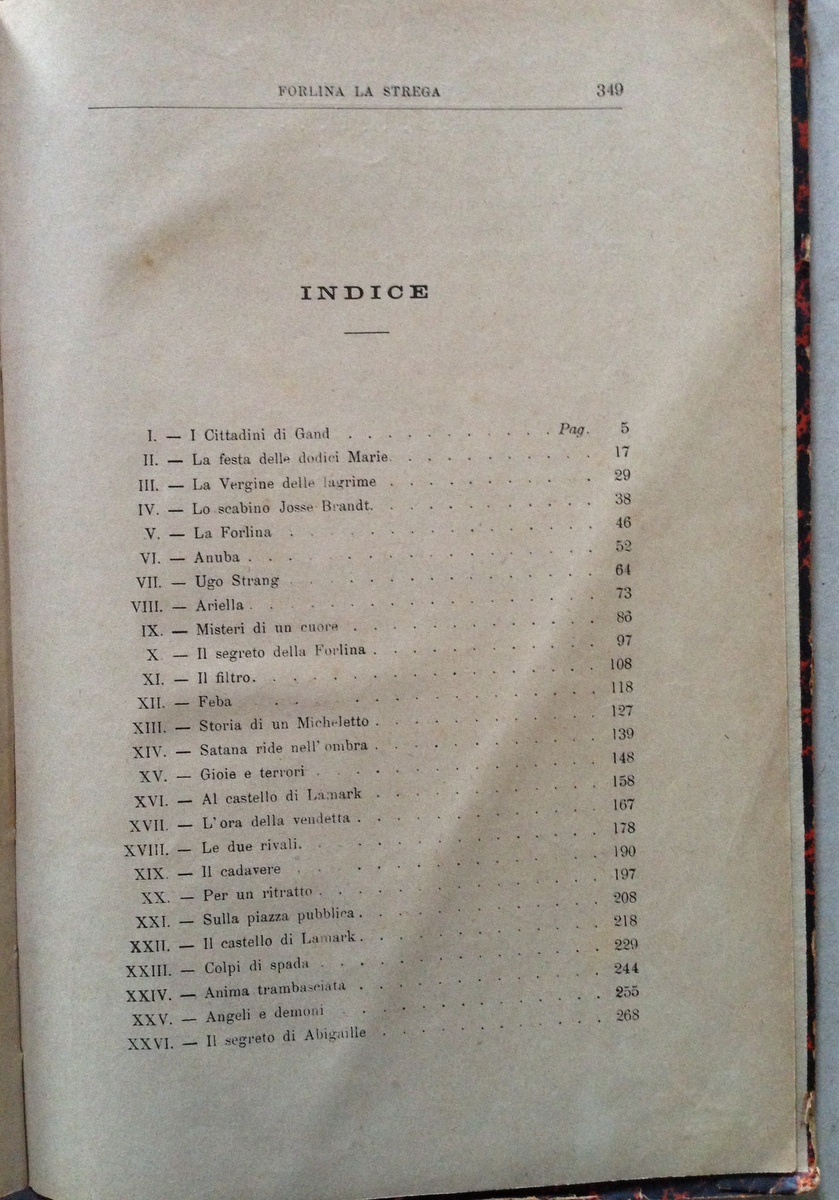 FORLINA LA STREGA 349
INDICE
I. — I Cittadini di Gand . . . . . . . . . . Pag. 5
II. — La festa delle dodici Marie. . . . . . . . . . 17
III. — La Vergine delle lagrime . . . . . . . . . 29
IV. — Lo scabino Josse Brandt. . . . . . . . . . 38
V. — La Forlina . . . . . . . . . . . . . 46
VI. — Anuba . . . . . . . . . . . . . . 52
VII. — Ugo Strang . . . . . . . . . . . . . 64
VIII. — Ariella . . . . . . . . . . . . . . 73
IX. — Misteri di un cuore . . . . . . . . . . . 86
X. — Il segreto della Forlina . . . . . . . . . . 97
XI. — Il filtro. . . . . . . . . . . . . . 108
XII. — Feba . . . . . . . . . . . . . . 118
XIII. — Storia di un Micheletto . . . . . . . . . . 127
XIV. — Satana ride nell' ombra . . . . . . . . . . 139
XV. — Gioie e terrori . . . . . . . . . . . . 148
XVI. — Al castello di Lamark . . . . . . . . . . 158
XVII. — L' ora della vendetta . . . . . . . . . . . 167
XVIII. — Le due rivali. . . . . . . . . . . . . 178
XIX. — Il cadavere . . . . . . . . . . . . . 190
XX. — Per un ritratto . . . . . . . . . . . . 197
XXI. — Sulla piazza pubblica . . . . . . . . . . . 208
XXII. — Il castello di Lamark . . . . . . . . . . . 218
XXIII. — Colpi di spada . . . . . . . . . . . . 229
XXIV. — Anima trambasciata . . . . . . . . . . . 244
XXV. — Angeli e demoni . . . . . . . . . . . . 255
XXVI. — Il segreto di Abigaille . . . . . . . . . . 268